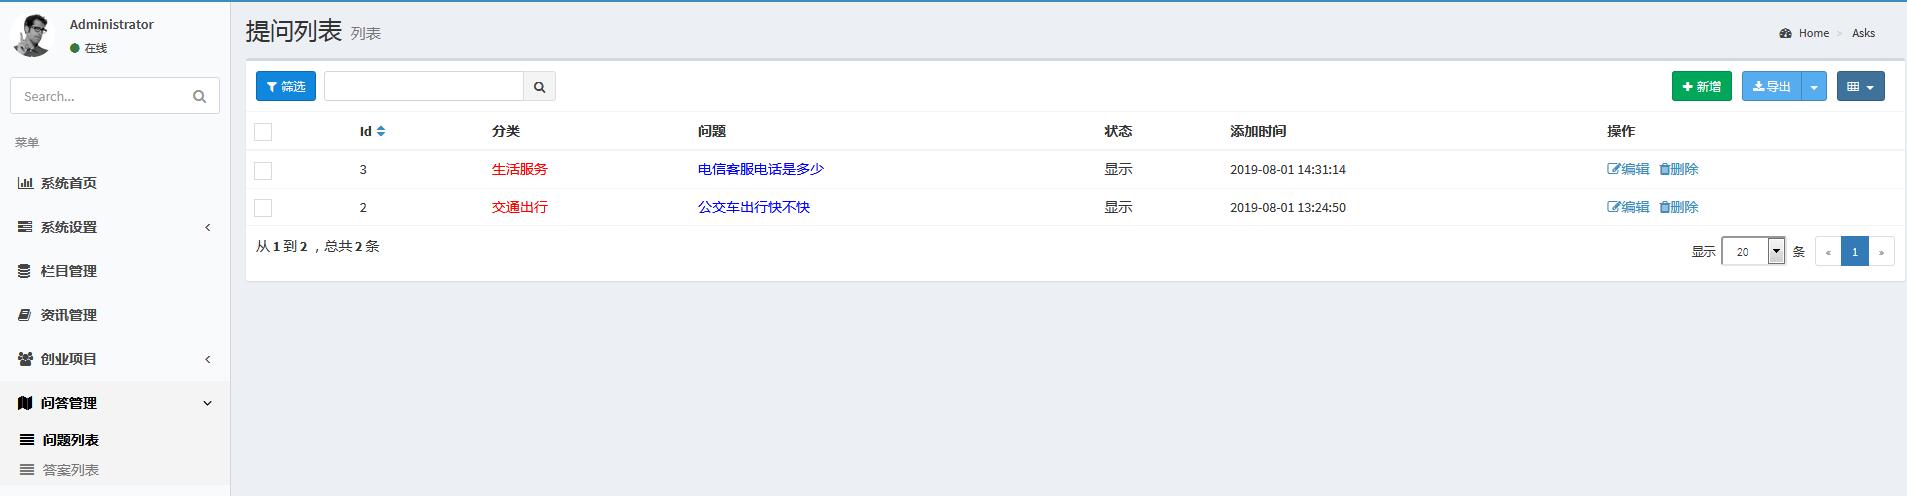 Administrator
在线
Search...
菜单
系统首页
系统设置
栏目管理
资讯管理
创业项目
问答管理
问题列表
答案列表
提问列表 列表
Home > Asks
筛选
新增 导出
Id 分类 问题 状态 添加时间 操作
3 生活服务 电信客服电话是多少 显示 2019-08-01 14:31:14 编辑 删除
2 交通出行 公交车出行快不快 显示 2019-08-01 13:24:50 编辑 删除
从 1 到 2 ，总共 2 条
显示 20 条 « 1 »